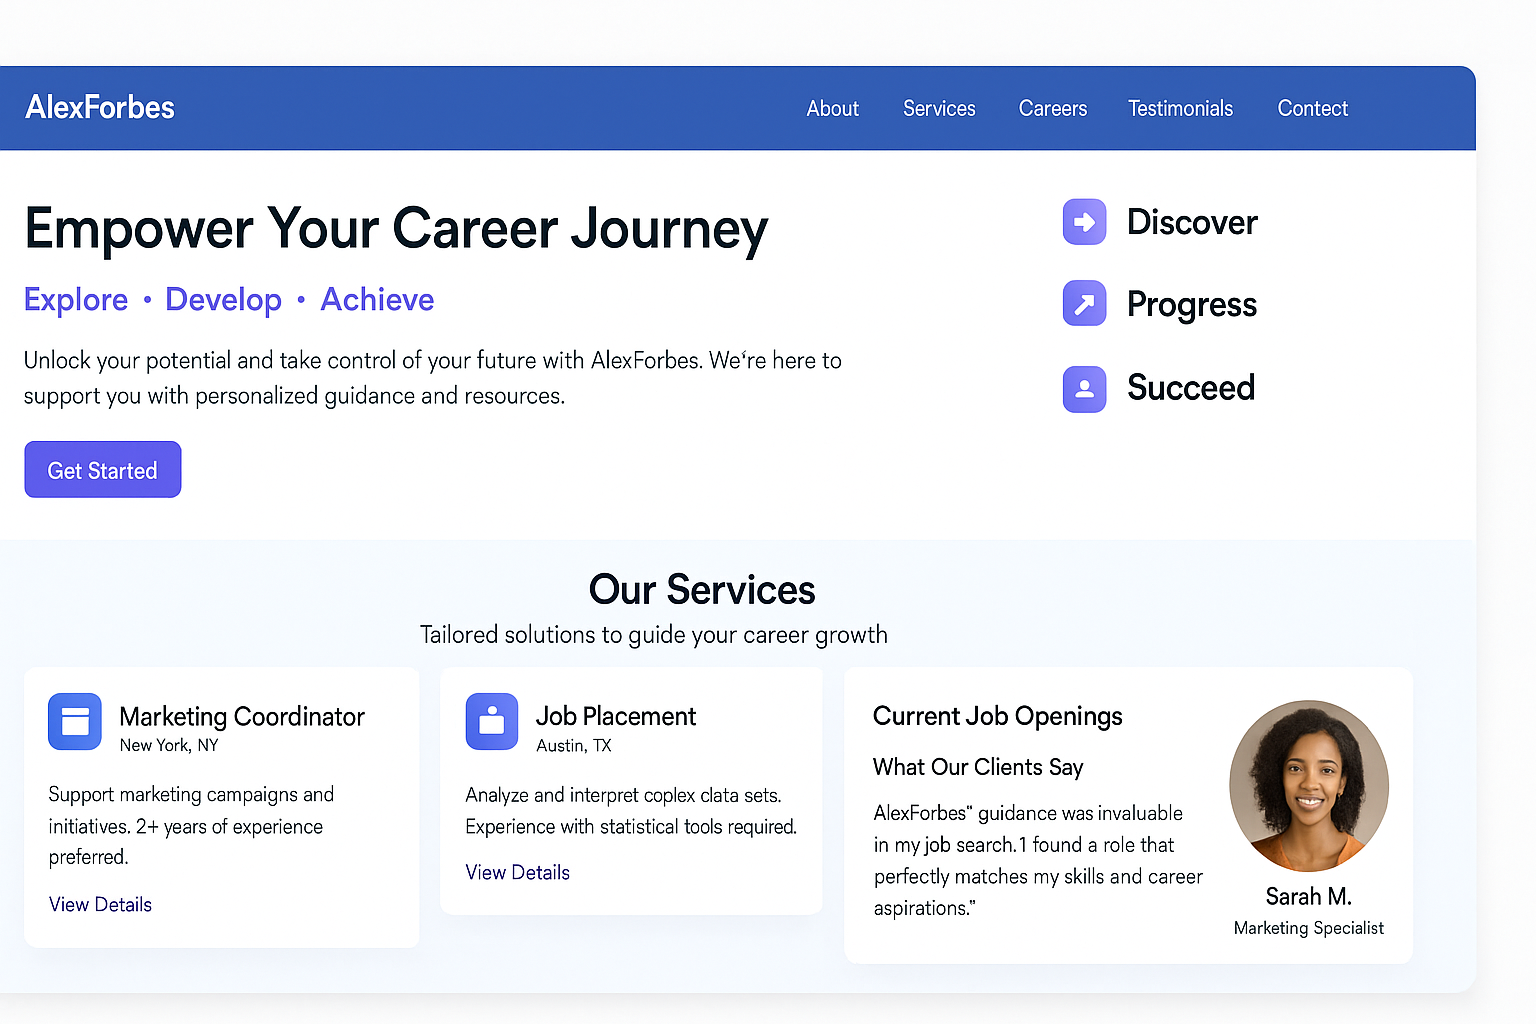 AlexForbes
About Services Careers Testimonials Contect
Empower Your Career Journey
Explore • Develop • Achieve
Unlock your potential and take control of your future with AlexForbes. We‘re here to
support you with personalized guidance and resources.
Get Started
Discover
Progress
Succeed
Our Services
Tailored solutions to guide your career growth
Marketing Coordinator
New York, NY
Support marketing campaigns and
initiatives. 2+ years of experience
preferred.
View Details
Job Placement
Austin, TX
Analyze and interpret coplex clata sets.
Experience with statistical tools required.
View Details
Current Job Openings
What Our Clients Say
AlexForbes" guidance was invaluable
in my job search.1 found a role that
perfectly matches my skills and career
aspirations.”
Sarah M.
Marketing Specialist